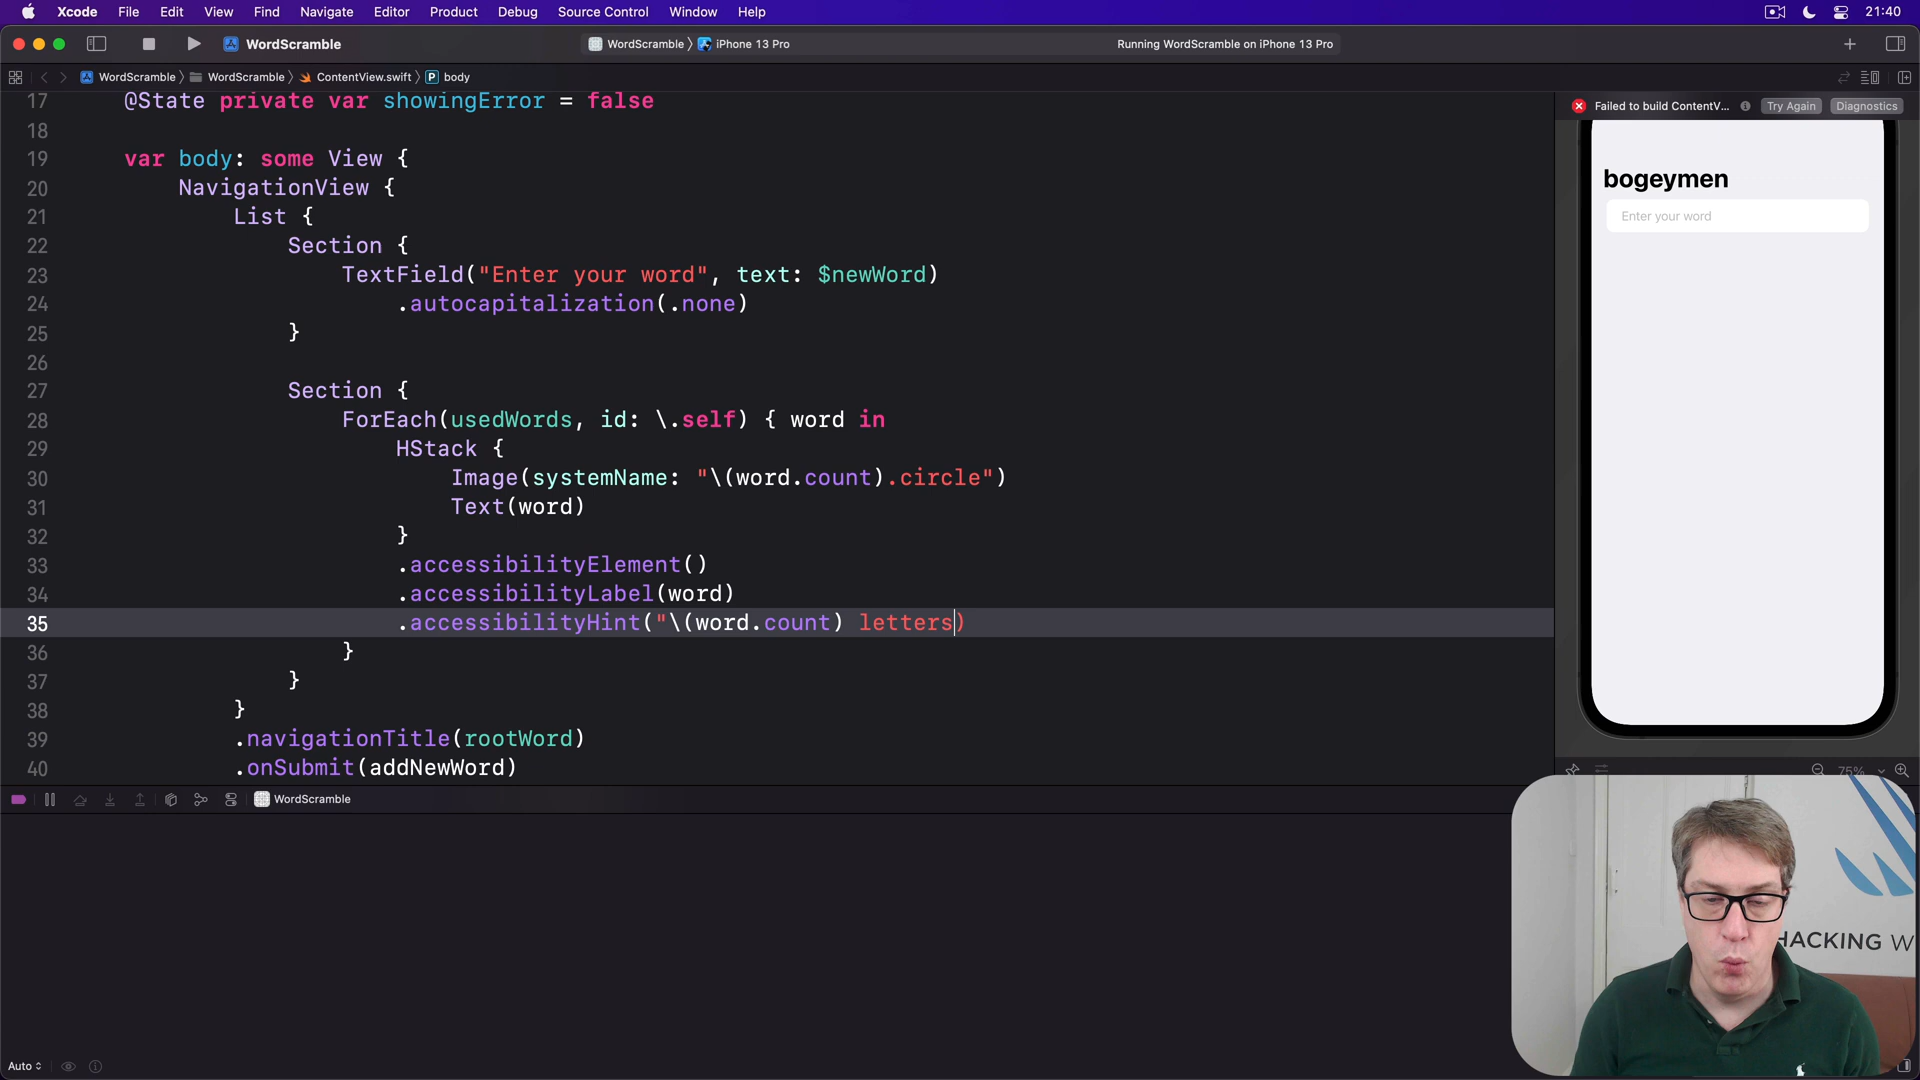 Xcode File Edit View Find Navigate Editor Product Debug Source Control Window Help 21:40
WordScramble WordScramble iPhone 13 Pro Running WordScramble on iPhone 13 Pro
WordScramble WordScramble ContentView.swift P body
17 @State private var showingError = false
18
19 var body: some View {
20 NavigationView {
21 List {
22 Section {
23 TextField("Enter your word", text: $newWord)
24 .autocapitalization(.none)
25 }
26
27 Section {
28 ForEach(usedWords, id: \.self) { word in
29 HStack {
30 Image(systemName: "\(word.count).circle")
31 Text(word)
32 }
33 .accessibilityElement()
34 .accessibilityLabel(word)
35 .accessibilityHint("\(word.count) letters)
36 }
37 }
38 }
39 .navigationTitle(rootWord)
40 .onSubmit(addNewWord)
Failed to build ContentV... Try Again Diagnostics
bogeymen
Enter your word
75%
WordScramble
HACKING W
Auto